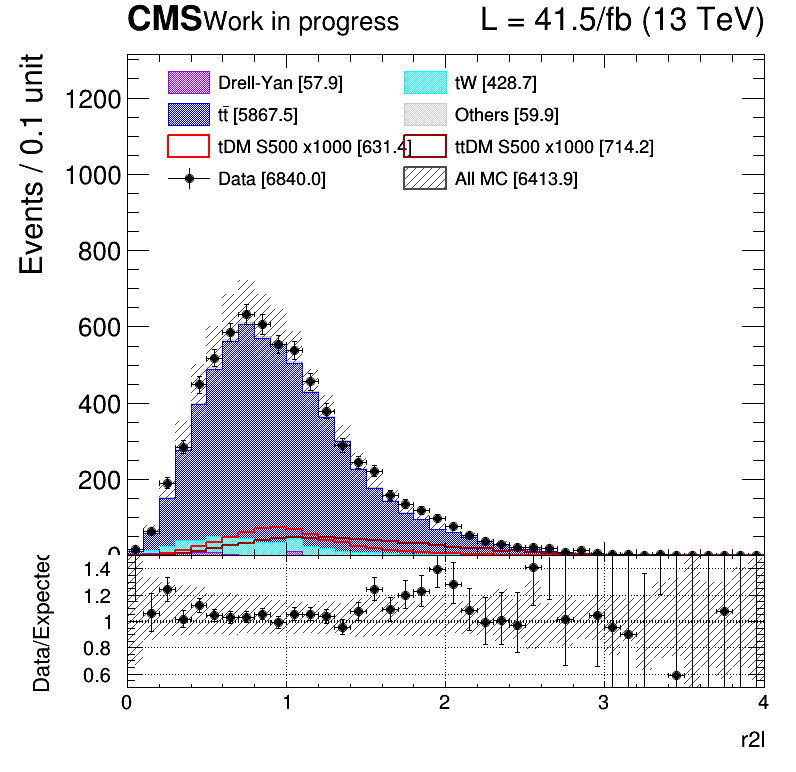 CMS Work in progress L = 41.5/fb (13 TeV)
Events / 0.1 unit
Drell-Yan [57.9] tW [428.7]
tt̄ [5867.5] Others [59.9]
tDM S500 x1000 [631.4] ttDM S500 x1000 [714.2]
Data [6840.0] All MC [6413.9]
1200
1000
800
600
400
200
0
Data/Expected
1.4
1.2
1
0.8
0.6
0 1 2 3 4
r2l